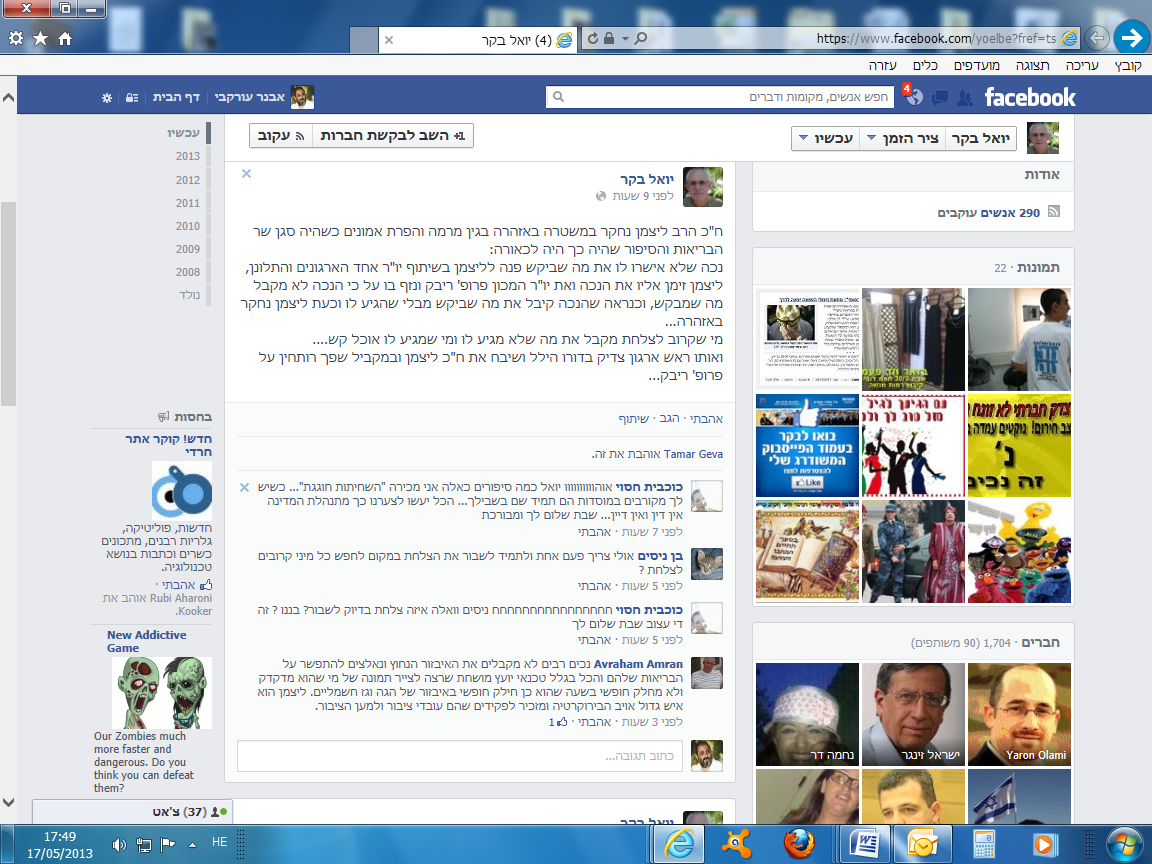 https://www.facebook.com/yoelbe?fref=ts
(4) יואל בקר
קובץ עריכה תצוגה מועדפים כלים עזרה
facebook
4
חפש אנשים, מקומות ודברים
אבנר עורקבי
דף הבית
יואל בקר
ציר הזמן
עכשיו
+1 השב לבקשת חברות
עקוב
עכשיו
2013
2012
2011
2010
2009
2008
נולד
אודות
290 אנשים עוקבים
תמונות · 22
בואו לבקר
בעמוד הפייסבוק
המשודרג שלי
Like
זה נכיב
חברים · 1,704 (90 משותפים)
Yaron Olami
ישראל זינגר
נחמה דר
יואל בקר
לפני 9 שעות
ח"כ הרב ליצמן נחקר במשטרה באזהרה בגין מרמה והפרת אמונים כשהיה סגן שר
הבריאות והסיפור שהיה כך היה לכאורה:
נכה שלא אישרו לו את מה שביקש פנה לליצמן בשיתוף יו"ר אחד הארגונים והתלונן,
ליצמן זימן אליו את הנכה ואת יו"ר המכון פרופ' ריבק ונזף בו על כי הנכה לא מקבל
מה שמבקש, וכנראה שהנכה קיבל את מה שביקש מבלי שהגיע לו וכעת ליצמן נחקר
באזהרה...
מי שקרוב לצלחת מקבל את מה שלא מגיע לו ומי שמגיע לו אוכל קש....
ואותו ראש ארגון צדיק בדורו הילל ושיבח את ח"כ ליצמן ובמקביל שפך רותחין על
פרופ' ריבק...
אהבתי · הגב · שיתוף
Tamar Geva אוהבת את זה.
כוכבית חסוי אוהווווווווו יואל כמה סיפורים כאלה אני מכירה "השחיתות חוגגת"... כשיש
לך מקורבים במוסדות הם תמיד שם בשבילך... הכל יעשו לצערנו כך מתנהלת המדינה
אין דין ואין דיין... שבת שלום לך ומבורכת
לפני 7 שעות · אהבתי
בן ניסים אולי צריך פעם אחת ולתמיד לשבור את הצלחת במקום לחפש כל מיני קרובים
לצלחת ?
לפני 5 שעות · אהבתי
כוכבית חסוי חחחחחחחחחחחחחחחח ניסים וואלה איזה צלחת בדיוק לשבור? בננו ? זה
די עצוב שבת שלום לך
לפני 5 שעות · אהבתי
Avraham Amran נכים רבים לא מקבלים את האיבזור הנחוץ ונאלצים להתפשר על
הבריאות שלהם והכל בגלל טכנאי יועץ מושחת שרצה לצייר תמונה של מי שהוא מדקדק
ולא מחלק חופשי בשעה שהוא כן חילק חופשי באיבזור של הגה וגז חשמליים. ליצמן הוא
איש גדול אויב הבירוקרטיה ומזכיר לפקידים שהם עובדי ציבור ולמען הציבור.
לפני 3 שעות · אהבתי · 1
כתוב תגובה...
יואל בקר
בחסות
חדש! קוקר אתר
חרדי
חדשות, פוליטיקה,
גלריות רבנים, מתכונים
כשרים וכתבות בנושא
טכנולוגיה.
אהבתי ·
Rubi Aharoni אוהב את
Kooker.
New Addictive
Game
Our Zombies much
more faster and
dangerous. Do you
think you can defeat
them?
צ'אט (37)
HE
17:49
17/05/2013